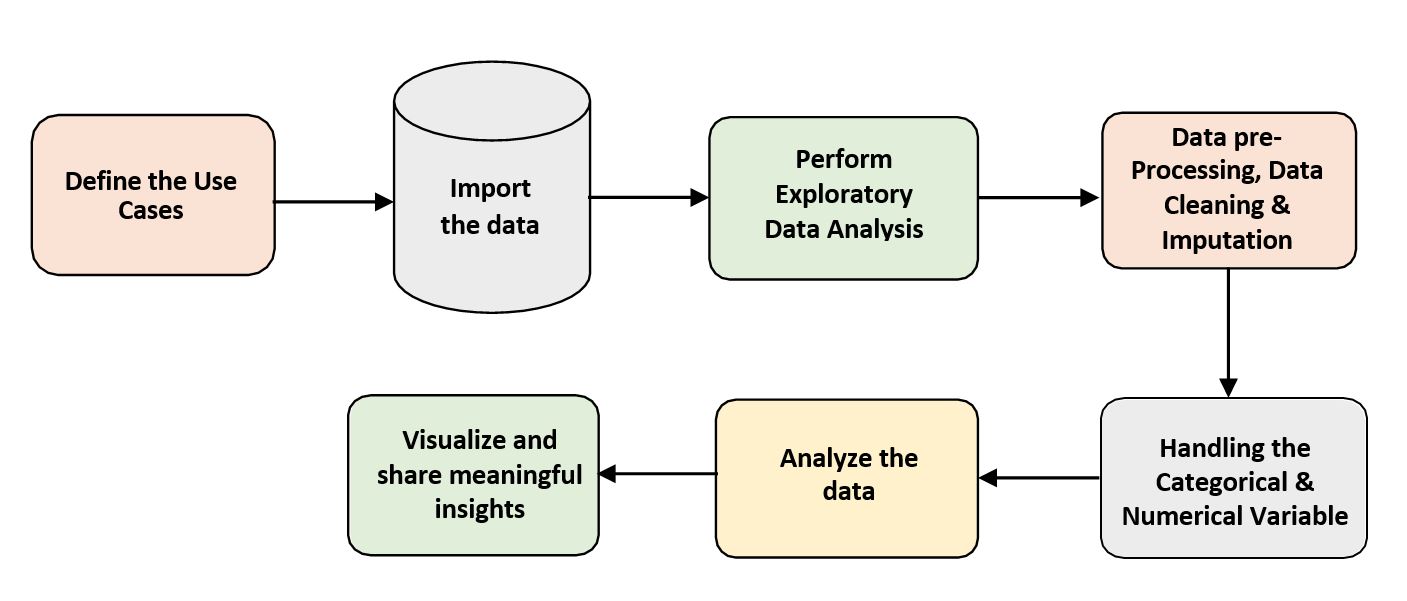 Define the Use
Cases
Import
the data
Perform
Exploratory
Data Analysis
Data pre-
Processing, Data
Cleaning &
Imputation
Handling the
Categorical &
Numerical Variable
Analyze the
data
Visualize and
share meaningful
insights